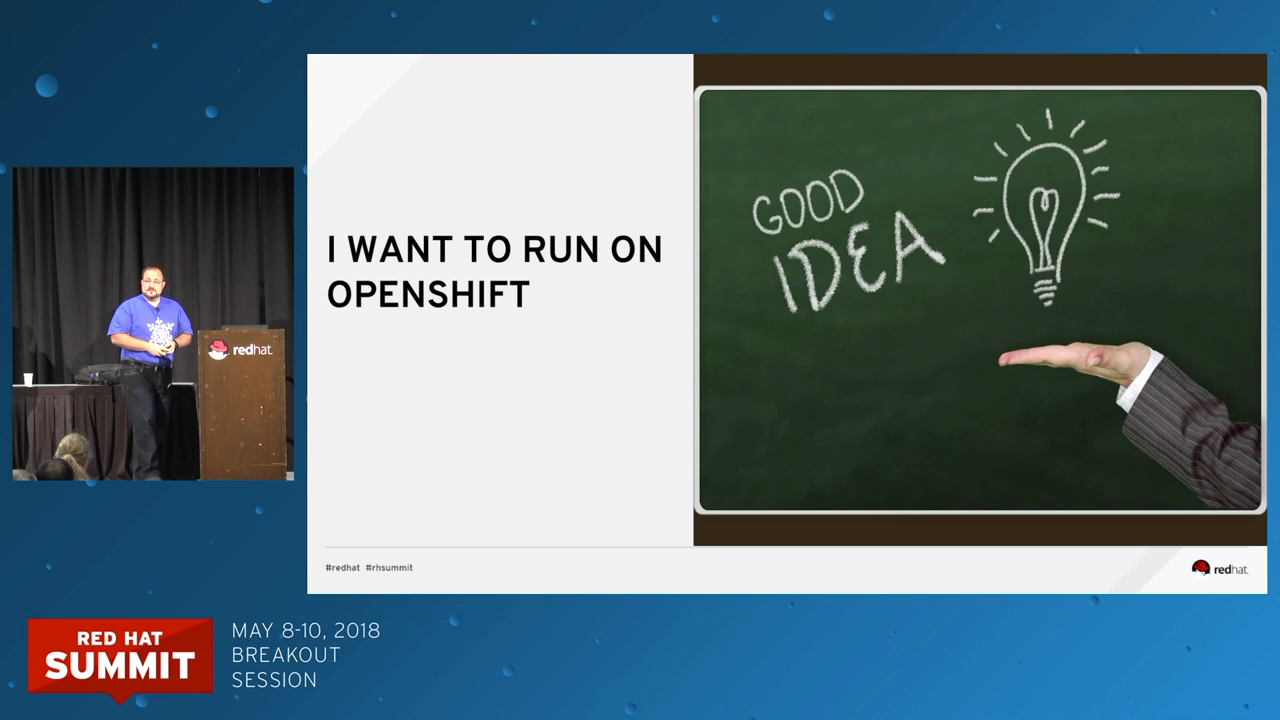 I WANT TO RUN ON
OPENSHIFT
GOOD
IDEA
redhat.
#redhat #rhsummit
redhat.
RED HAT
SUMMIT
MAY 8-10, 2018
BREAKOUT
SESSION